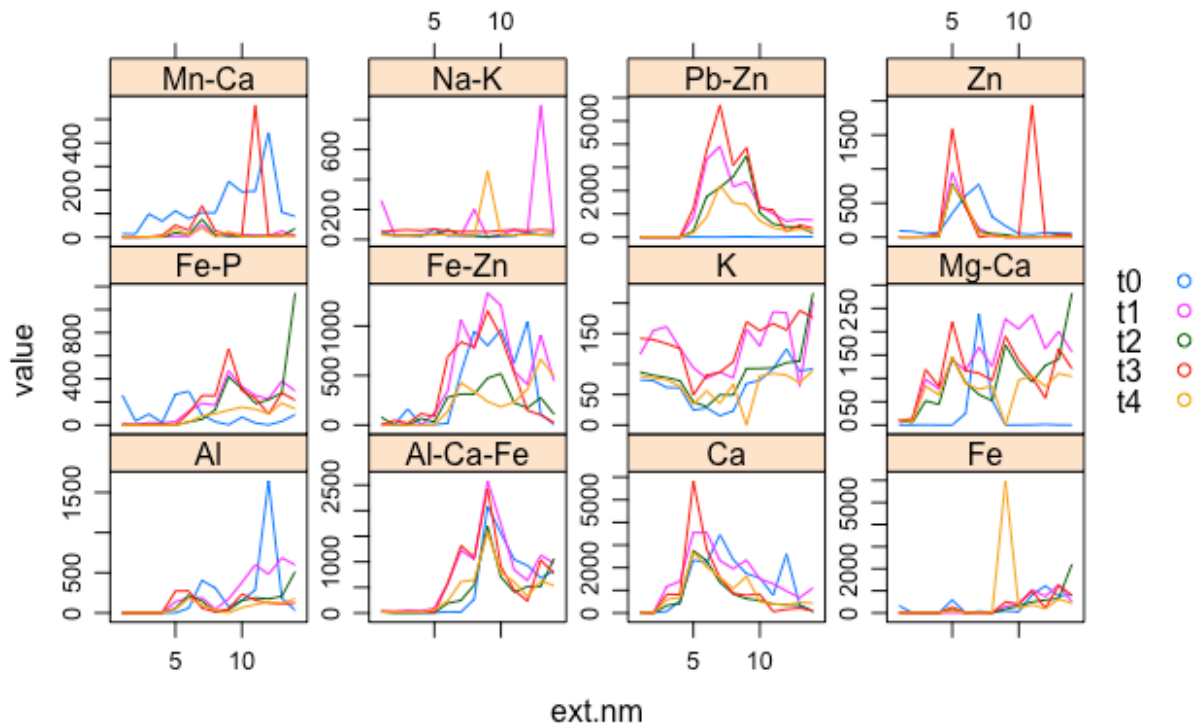 5 10 5 10
Mn-Ca Na-K Pb-Zn Zn
0 200 400
0 200 600
0 2000 5000
0 500 1500
Fe-P Fe-Zn K Mg-Ca
0 400 800
0 500 1000
0 50 150
0 50 150 250
Al Al-Ca-Fe Ca Fe
0 500 1500
0 1000 2500
0 2000 5000
0 2000 5000
5 10 5 10
value
ext.nm
t0
t1
t2
t3
t4